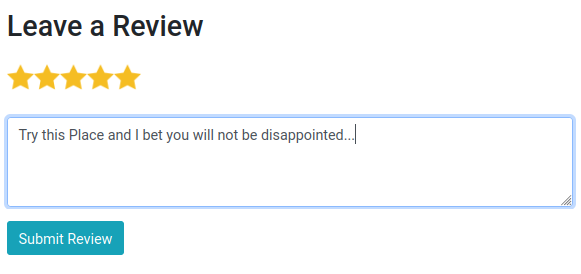 Leave a Review
Try this Place and I bet you will not be disappointed...
Submit Review